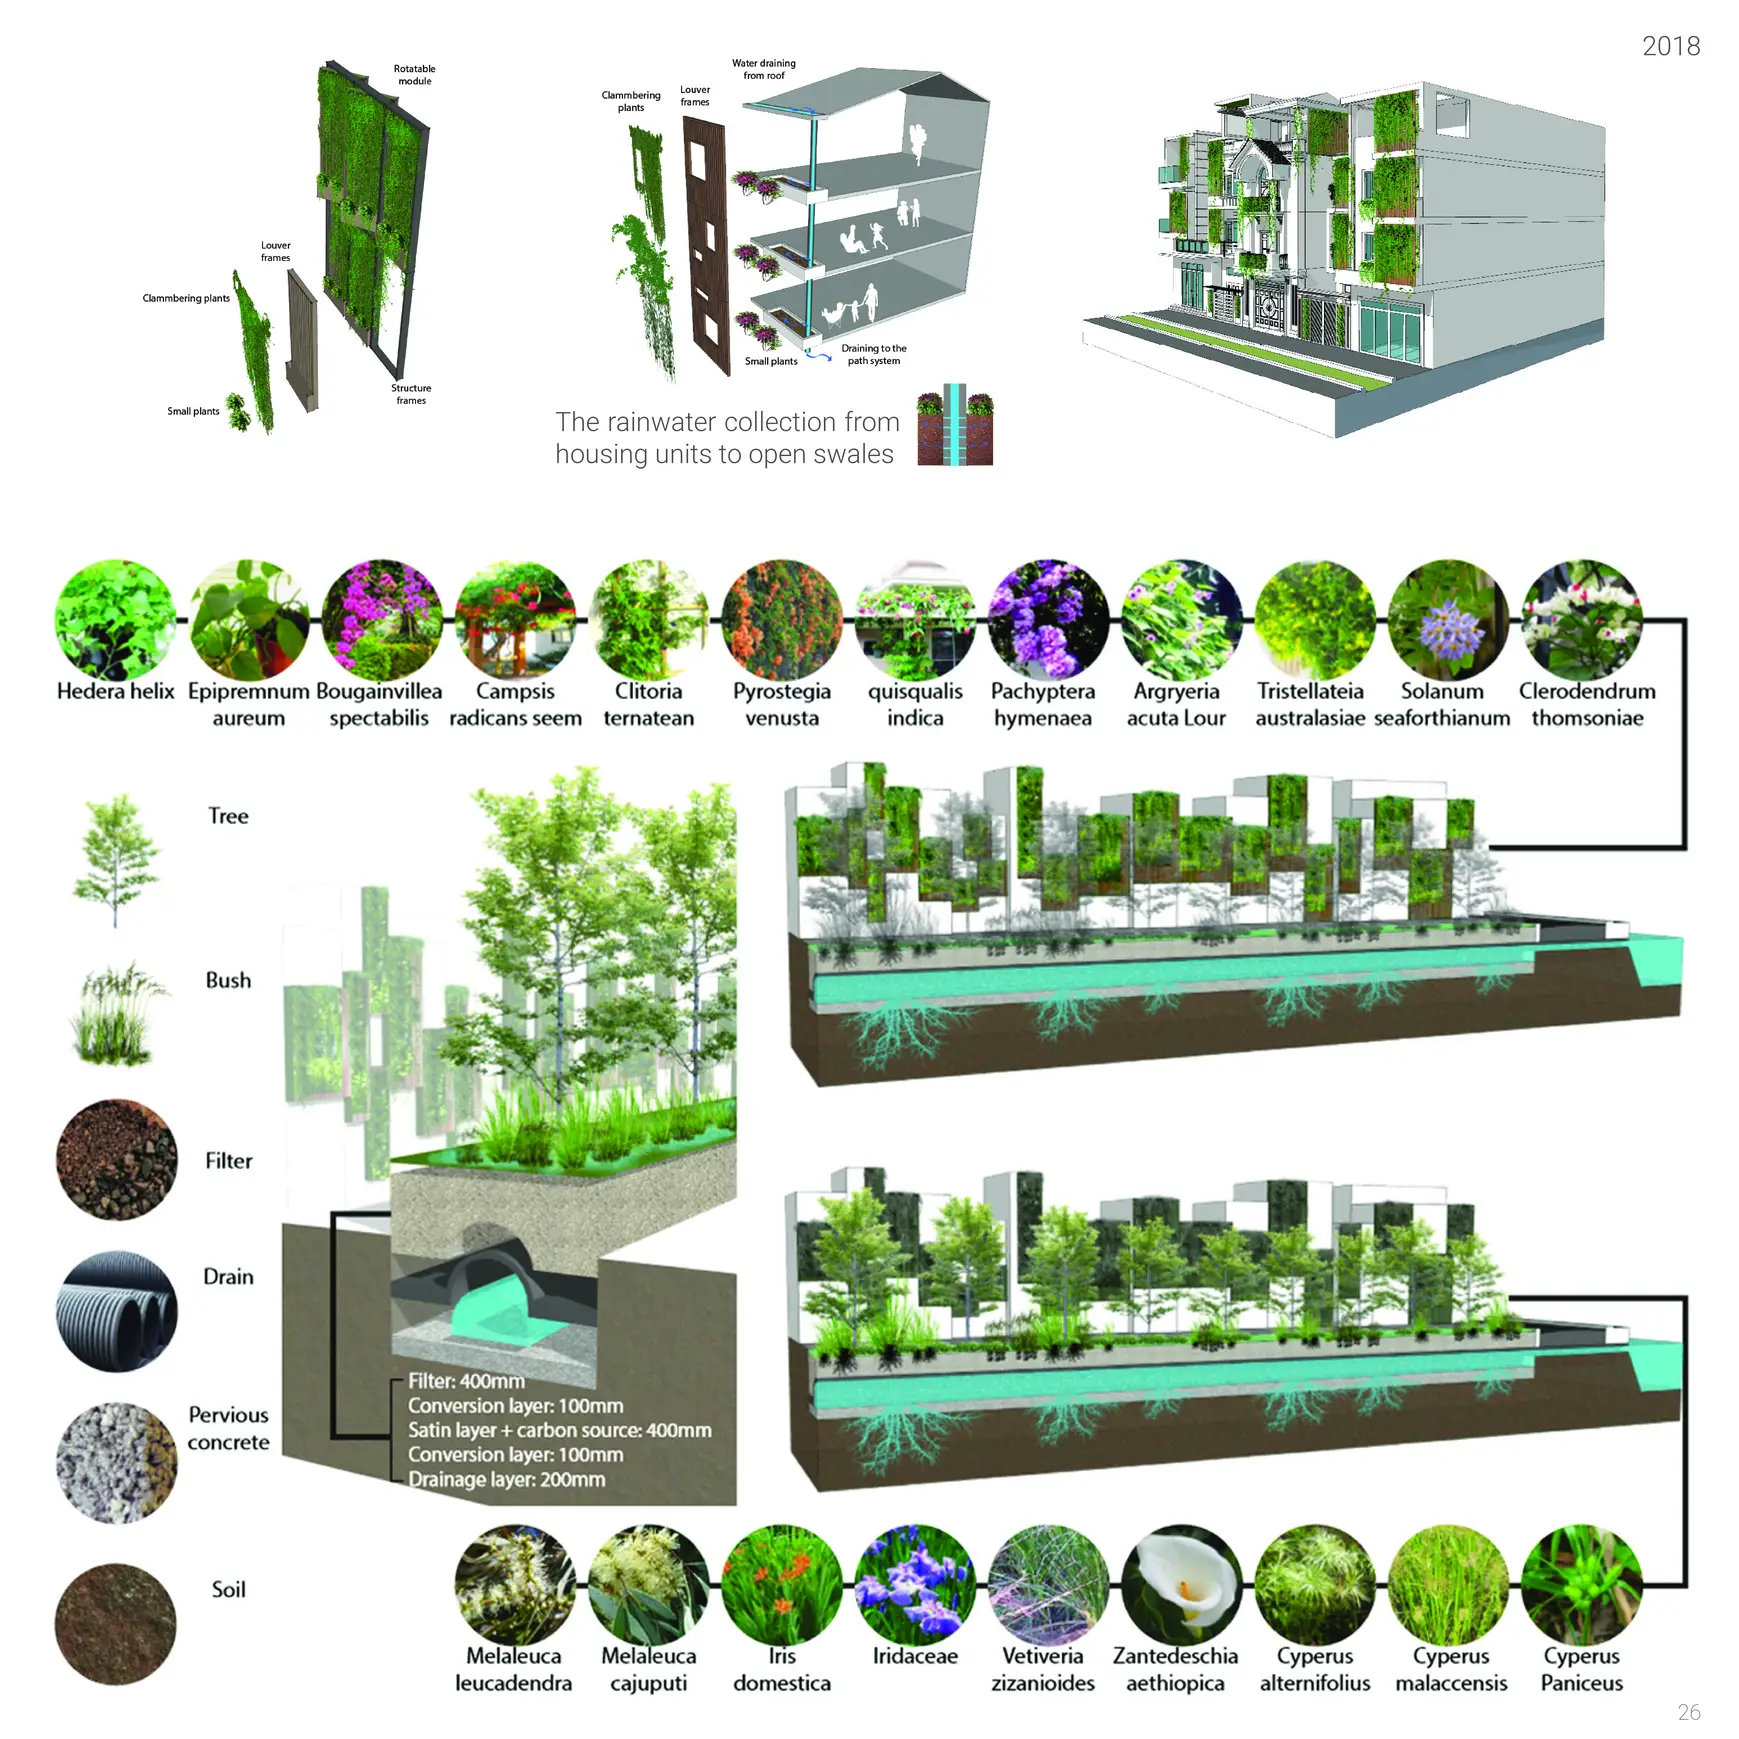 2018
Rotatable
module
Louver
frames
Clammbering plants
Small plants
Structure
frames
Water draining
from roof
Clammbering
plants
Louver
frames
Small plants
Draining to the
path system
The rainwater collection from
housing units to open swales
Hedera helix
Epipremnum
aureum
Bougainvillea
spectabilis
Campsis
radicans seem
Clitoria
ternatean
Pyrostegia
venusta
quisqualis
indica
Pachyptera
hymenaea
Argryeria
acuta Lour
Tristellateia
australasiae
Solanum
seaforthianum
Clerodendrum
thomsoniae
Tree
Bush
Filter
Drain
Pervious
concrete
Soil
Filter: 400mm
Conversion layer: 100mm
Satin layer + carbon source: 400mm
Conversion layer: 100mm
Drainage layer: 200mm
Melaleuca
leucadendra
Melaleuca
cajuputi
Iris
domestica
Iridaceae
Vetiveria
zizanioides
Zantedeschia
aethiopica
Cyperus
alternifolius
Cyperus
malaccensis
Cyperus
Paniceus
26